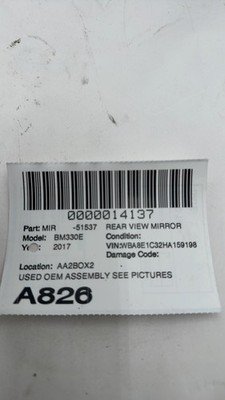 0000014137
Part: MIR -51537 REAR VIEW MIRROR
Model: BM330E Condition:
2017 VIN:WBA8E1C32HA159198
Damage Code:
Location: AA2BOX2
USED OEM ASSEMBLY SEE PICTURES
A826